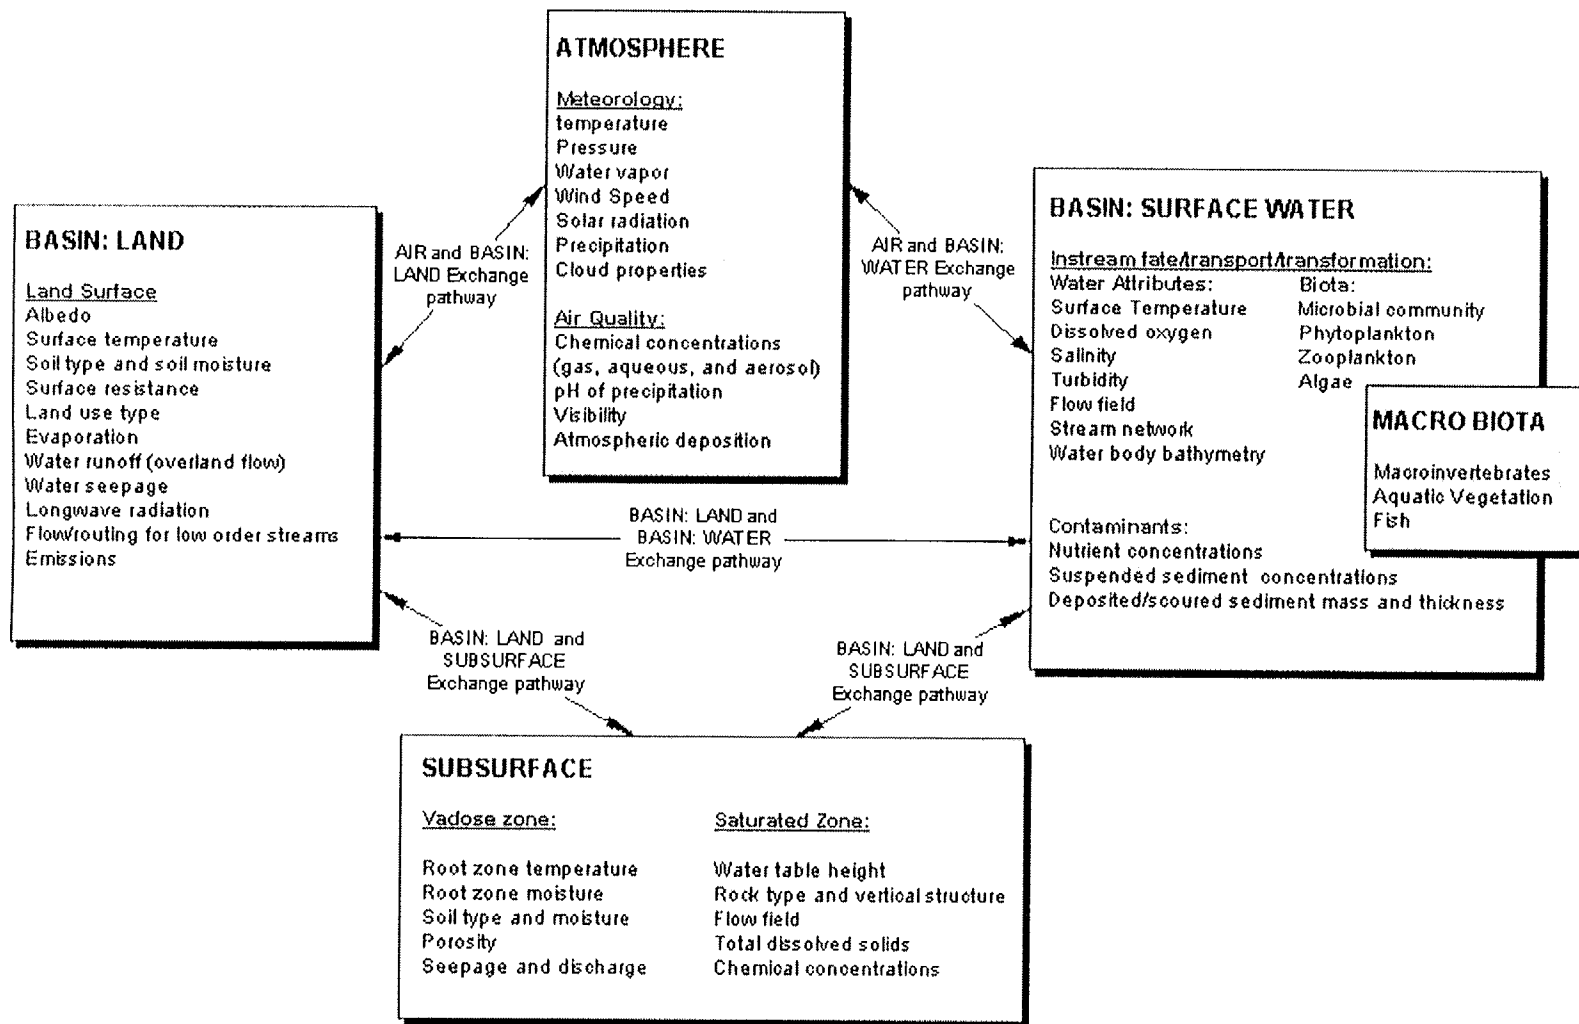 ATMOSPHERE
Meteorology:
temperature
Pressure
Water vapor
Wind Speed
Solar radiation
Precipitation
Cloud properties
Air Quality:
Chemical concentrations
(gas, aqueous, and aerosol)
pH of precipitation
Visibility
Atmospheric deposition
BASIN: LAND
Land Surface
Albedo
Surface temperature
Soil type and soil moisture
Surface resistance
Land use type
Evaporation
Water runoff (overland flow)
Water seepage
Longwave radiation
Flow/routing for low order streams
Emissions
AIR and BASIN:
LAND Exchange
pathway
AIR and BASIN:
WATER Exchange
pathway
BASIN: SURFACE WATER
Instream fate/transport/transformation:
Water Attributes: Biota:
Surface Temperature Microbial community
Dissolved oxygen Phytoplankton
Salinity Zooplankton
Turbidity Algae
Flow field
Stream network
Water body bathymetry
Contaminants:
Nutrient concentrations
Suspended sediment concentrations
Deposited/scoured sediment mass and thickness
MACRO BIOTA
Macroinvertebrates
Aquatic Vegetation
Fish
BASIN: LAND and
BASIN: WATER
Exchange pathway
BASIN: LAND and
SUBSURFACE
Exchange pathway
BASIN: LAND and
SUBSURFACE
Exchange pathway
SUBSURFACE
Vadose zone: Saturated Zone:
Root zone temperature Water table height
Root zone moisture Rock type and vertical structure
Soil type and moisture Flow field
Porosity Total dissolved solids
Seepage and discharge Chemical concentrations